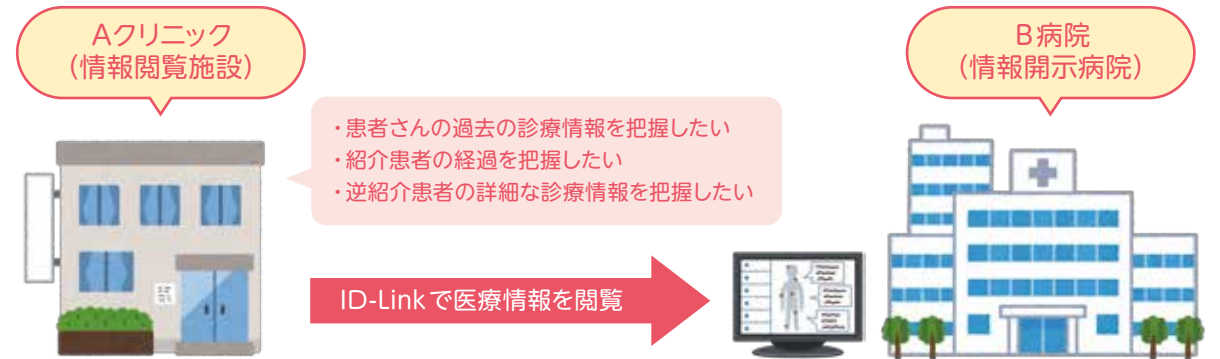 Aクリニック
（情報閲覧施設）
B病院
（情報開示病院）
・患者さんの過去の診療情報を把握したい
・紹介患者の経過を把握したい
・逆紹介患者の詳細な診療情報を把握したい
ID-Linkで医療情報を閲覧